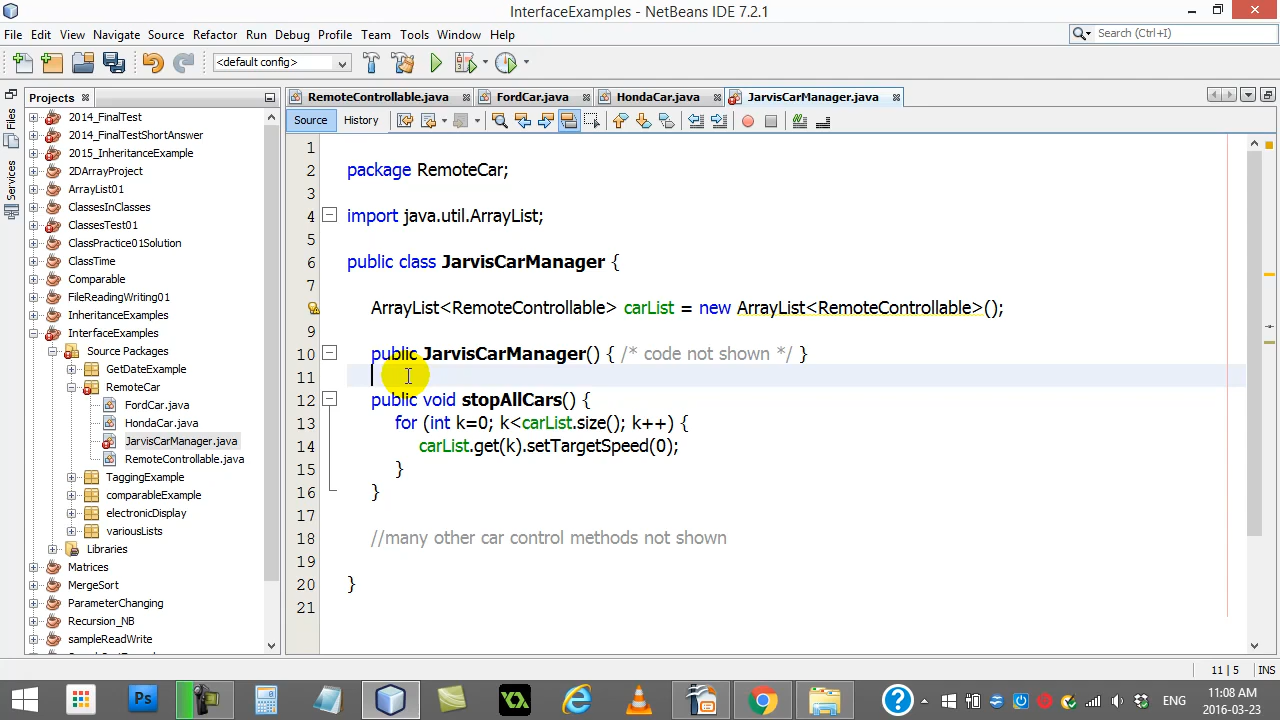 InterfaceExamples - NetBeans IDE 7.2.1
File Edit View Navigate Source Refactor Run Debug Profile Team Tools Window Help
Search (Ctrl+I)
<default config>
Projects
RemoteControllable.java FordCar.java HondaCar.java JarvisCarManager.java
Files
Services
Source History
2014_FinalTest
2014_FinalTestShortAnswer
2015_InheritanceExample
2DArrayProject
ArrayList01
ClassesInClasses
ClassesTest01
ClassPractice01Solution
ClassTime
Comparable
FileReadingWriting01
InheritanceExamples
InterfaceExamples
Source Packages
GetDateExample
RemoteCar
FordCar.java
HondaCar.java
JarvisCarManager.java
RemoteControllable.java
TaggingExample
comparableExample
electronicDisplay
variousLists
Libraries
Matrices
MergeSort
ParameterChanging
Recursion_NB
sampleReadWrite
1
2 package RemoteCar;
3
4 import java.util.ArrayList;
5
6 public class JarvisCarManager {
7
ArrayList<RemoteControllable> carList = new ArrayList<RemoteControllable>();
9
10 public JarvisCarManager() { /* code not shown */ }
11
12 public void stopAllCars() {
13 for (int k=0; k<carList.size(); k++) {
14 carList.get(k).setTargetSpeed(0);
15 }
16 }
17
18 //many other car control methods not shown
19
20 }
21
11 | 5 INS
Ps
ENG
11:08 AM
2016-03-23